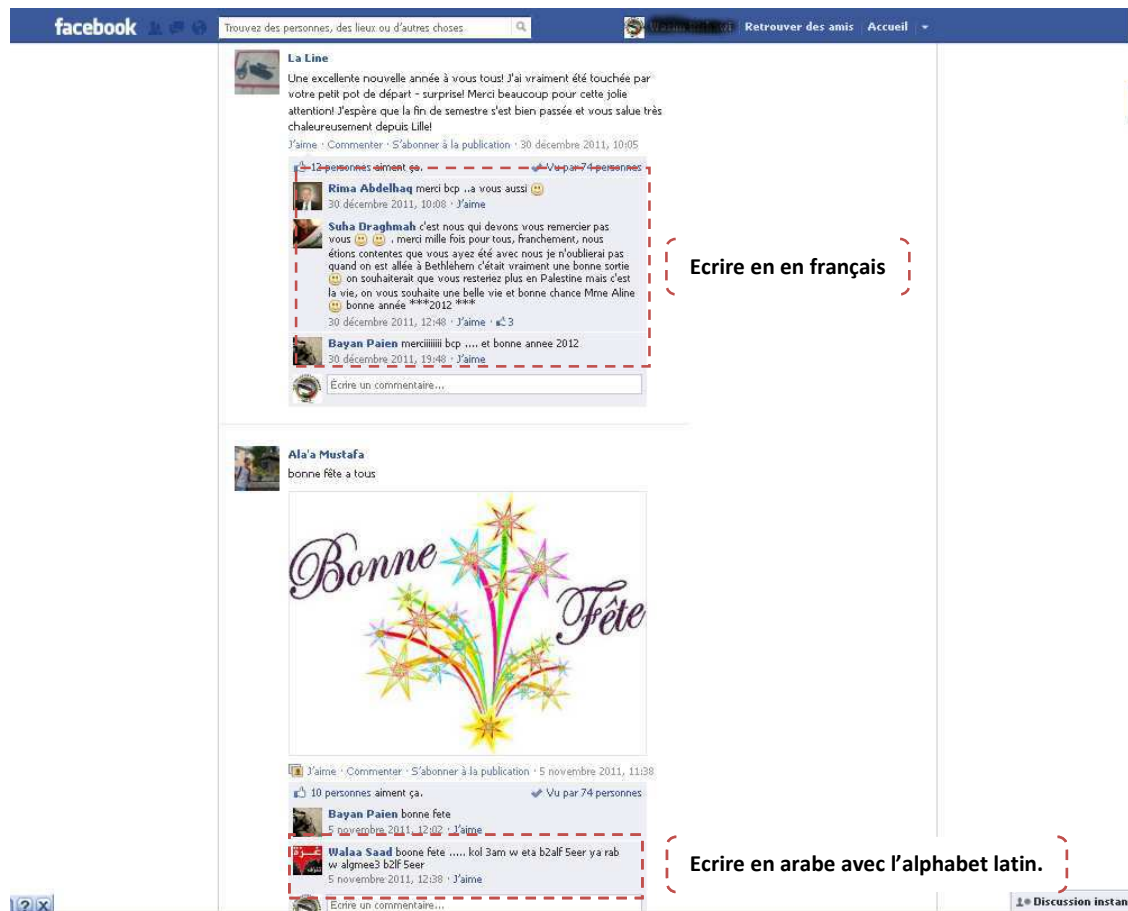 facebook
Trouvez des personnes, des lieux ou d'autres choses
Retrouver des amis Accueil
La Line
Une excellente nouvelle année à vous tous! J'ai vraiment été touchée par
votre petit pot de départ - surprise! Merci beaucoup pour cette jolie
attention! J'espère que la fin de semestre s'est bien passée et vous salue très
chaleureusement depuis Lille!
J'aime · Commenter · S'abonner à la publication · 30 décembre 2011, 10:05
12 personnes aiment ça. Vu par 74 personnes
Rima Abdelhaq merci bcp ..a vous aussi
30 décembre 2011, 10:08 · J'aime
Suha Draghmah c'est nous qui devons vous remercier pas
vous . merci mille fois pour tous, franchement, nous
étions contentes que vous ayez été avec nous je n'oublierai pas
quand on est allée à Bethlehem c'était vraiment une bonne sortie
on souhaiterait que vous resteriez plus en Palestine mais c'est
la vie, on vous souhaite une belle vie et bonne chance Mme Aline
bonne année ***2012 ***
30 décembre 2011, 12:48 · J'aime · 3
Ecrire en en français
Bayan Paien merciiiiiiii bcp .... et bonne annee 2012
30 décembre 2011, 19:48 · J'aime
Écrire un commentaire...
Ala'a Mustafa
bonne fête a tous
Bonne
Fête
J'aime · Commenter · S'abonner à la publication · 5 novembre 2011, 11:38
10 personnes aiment ça. Vu par 74 personnes
Bayan Paien bonne fete
5 novembre 2011, 12:02 · J'aime
Walaa Saad boone fete ..... kol 3am w eta b2alf 5eer ya rab
w algmee3 b2lf 5eer
5 novembre 2011, 12:38 · J'aime
Ecrire en arabe avec l'alphabet latin.
Écrire un commentaire...
Discussion instan